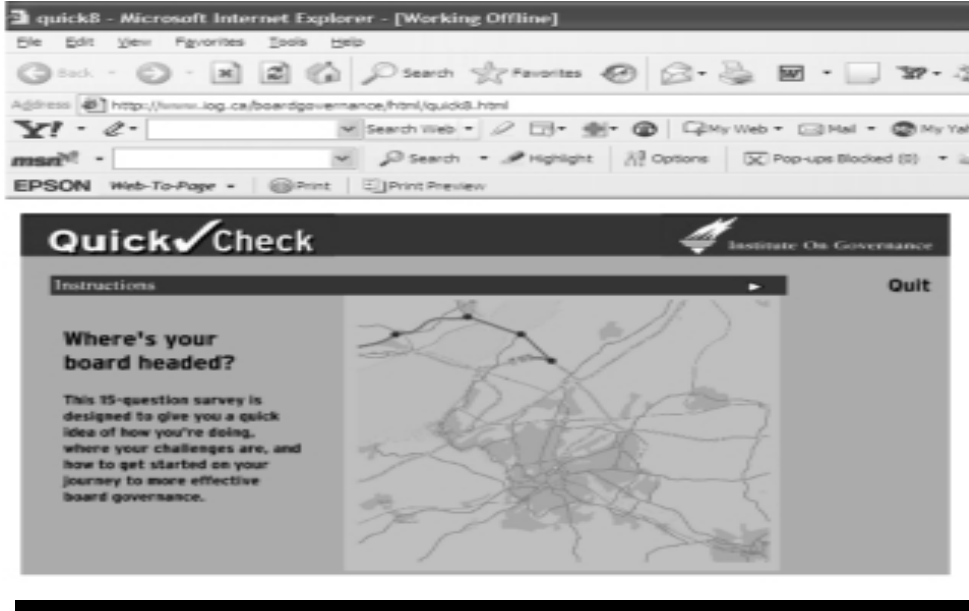 quick8 - Microsoft Internet Explorer - [Working Offline]
File Edit View Favorites Tools Help
Back Search Favorites
Address http://www.iog.ca/boardgovernance/html/quick8.html
Y! Search Web My Web Mail My Yah
msn Search Highlight Options Pop-ups Blocked (0)
EPSON Web-To-Page Print Print Preview
Quick✓Check Institute On Governance
Instructions Quit
Where's your
board headed?
This 15-question survey is
designed to give you a quick
idea of how you're doing,
where your challenges are, and
how to get started on your
journey to more effective
board governance.